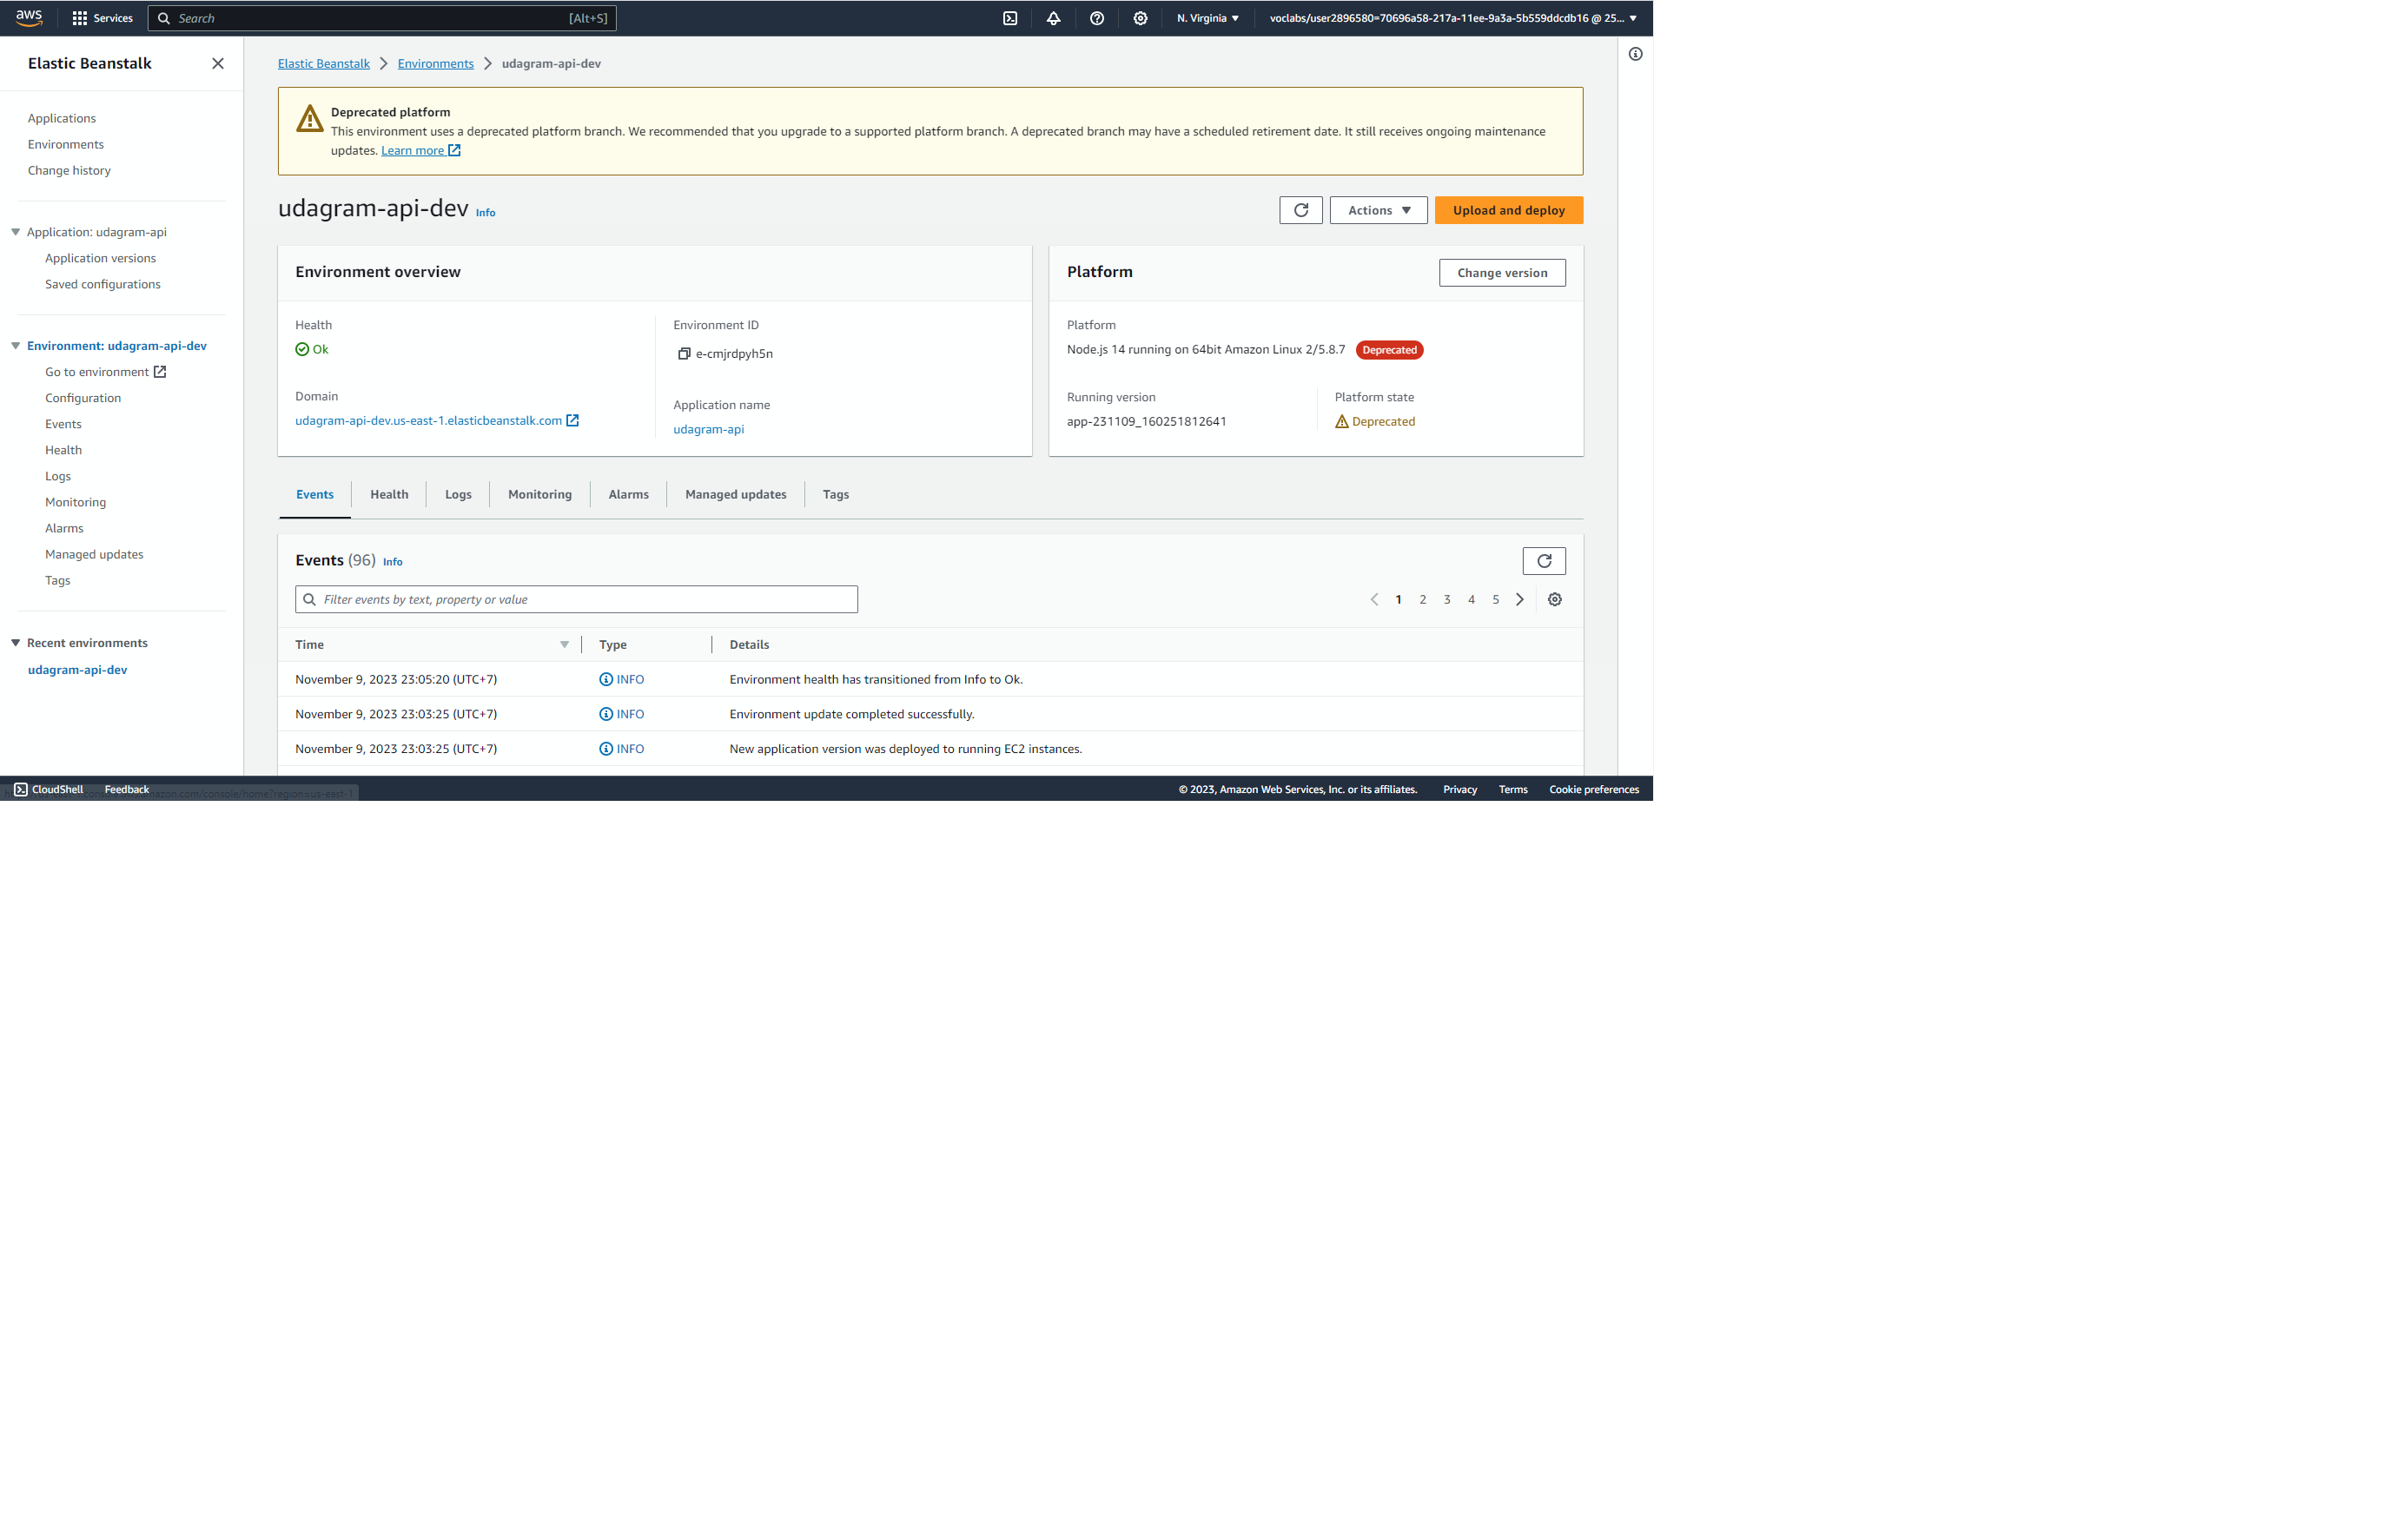 aws
Services
Search
[Alt+S]
N. Virginia
voclabs/user2896580=70696a58-217a-11ee-9a3a-5b559ddcdb16 @ 25...
Elastic Beanstalk
Applications
Environments
Change history
Application: udagram-api
Application versions
Saved configurations
Environment: udagram-api-dev
Go to environment
Configuration
Events
Health
Logs
Monitoring
Alarms
Managed updates
Tags
Recent environments
udagram-api-dev
Elastic Beanstalk > Environments > udagram-api-dev
Deprecated platform
This environment uses a deprecated platform branch. We recommended that you upgrade to a supported platform branch. A deprecated branch may have a scheduled retirement date. It still receives ongoing maintenance
updates. Learn more
udagram-api-dev Info
Actions
Upload and deploy
Environment overview
Health
Ok
Domain
udagram-api-dev.us-east-1.elasticbeanstalk.com
Environment ID
e-cmjrdpyh5n
Application name
udagram-api
Platform
Change version
Platform
Node.js 14 running on 64bit Amazon Linux 2/5.8.7 Deprecated
Running version
app-231109_160251812641
Platform state
Deprecated
Events Health Logs Monitoring Alarms Managed updates Tags
Events (96) Info
Filter events by text, property or value
1 2 3 4 5
Time Type Details
November 9, 2023 23:05:20 (UTC+7) INFO Environment health has transitioned from Info to Ok.
November 9, 2023 23:03:25 (UTC+7) INFO Environment update completed successfully.
November 9, 2023 23:03:25 (UTC+7) INFO New application version was deployed to running EC2 instances.
CloudShell Feedback
© 2023, Amazon Web Services, Inc. or its affiliates. Privacy Terms Cookie preferences